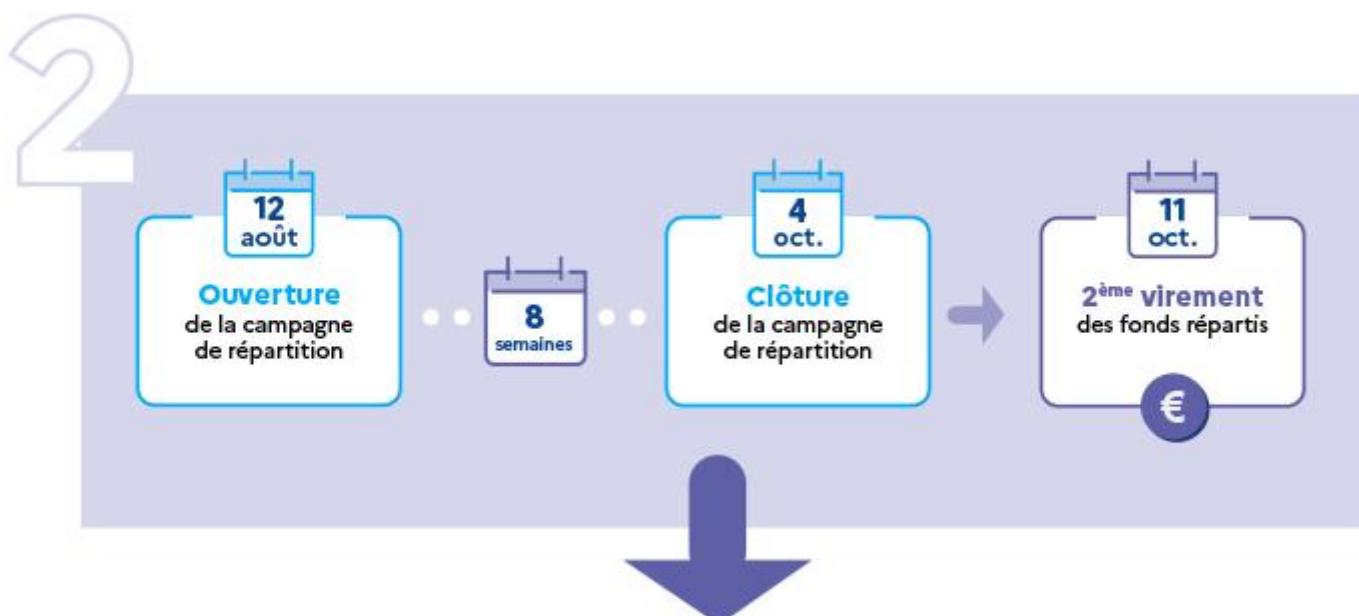 2
12
août
Ouverture
de la campagne
de répartition
8
semaines
4
oct.
Clôture
de la campagne
de répartition
11
oct.
2ème virement
des fonds répartis
€